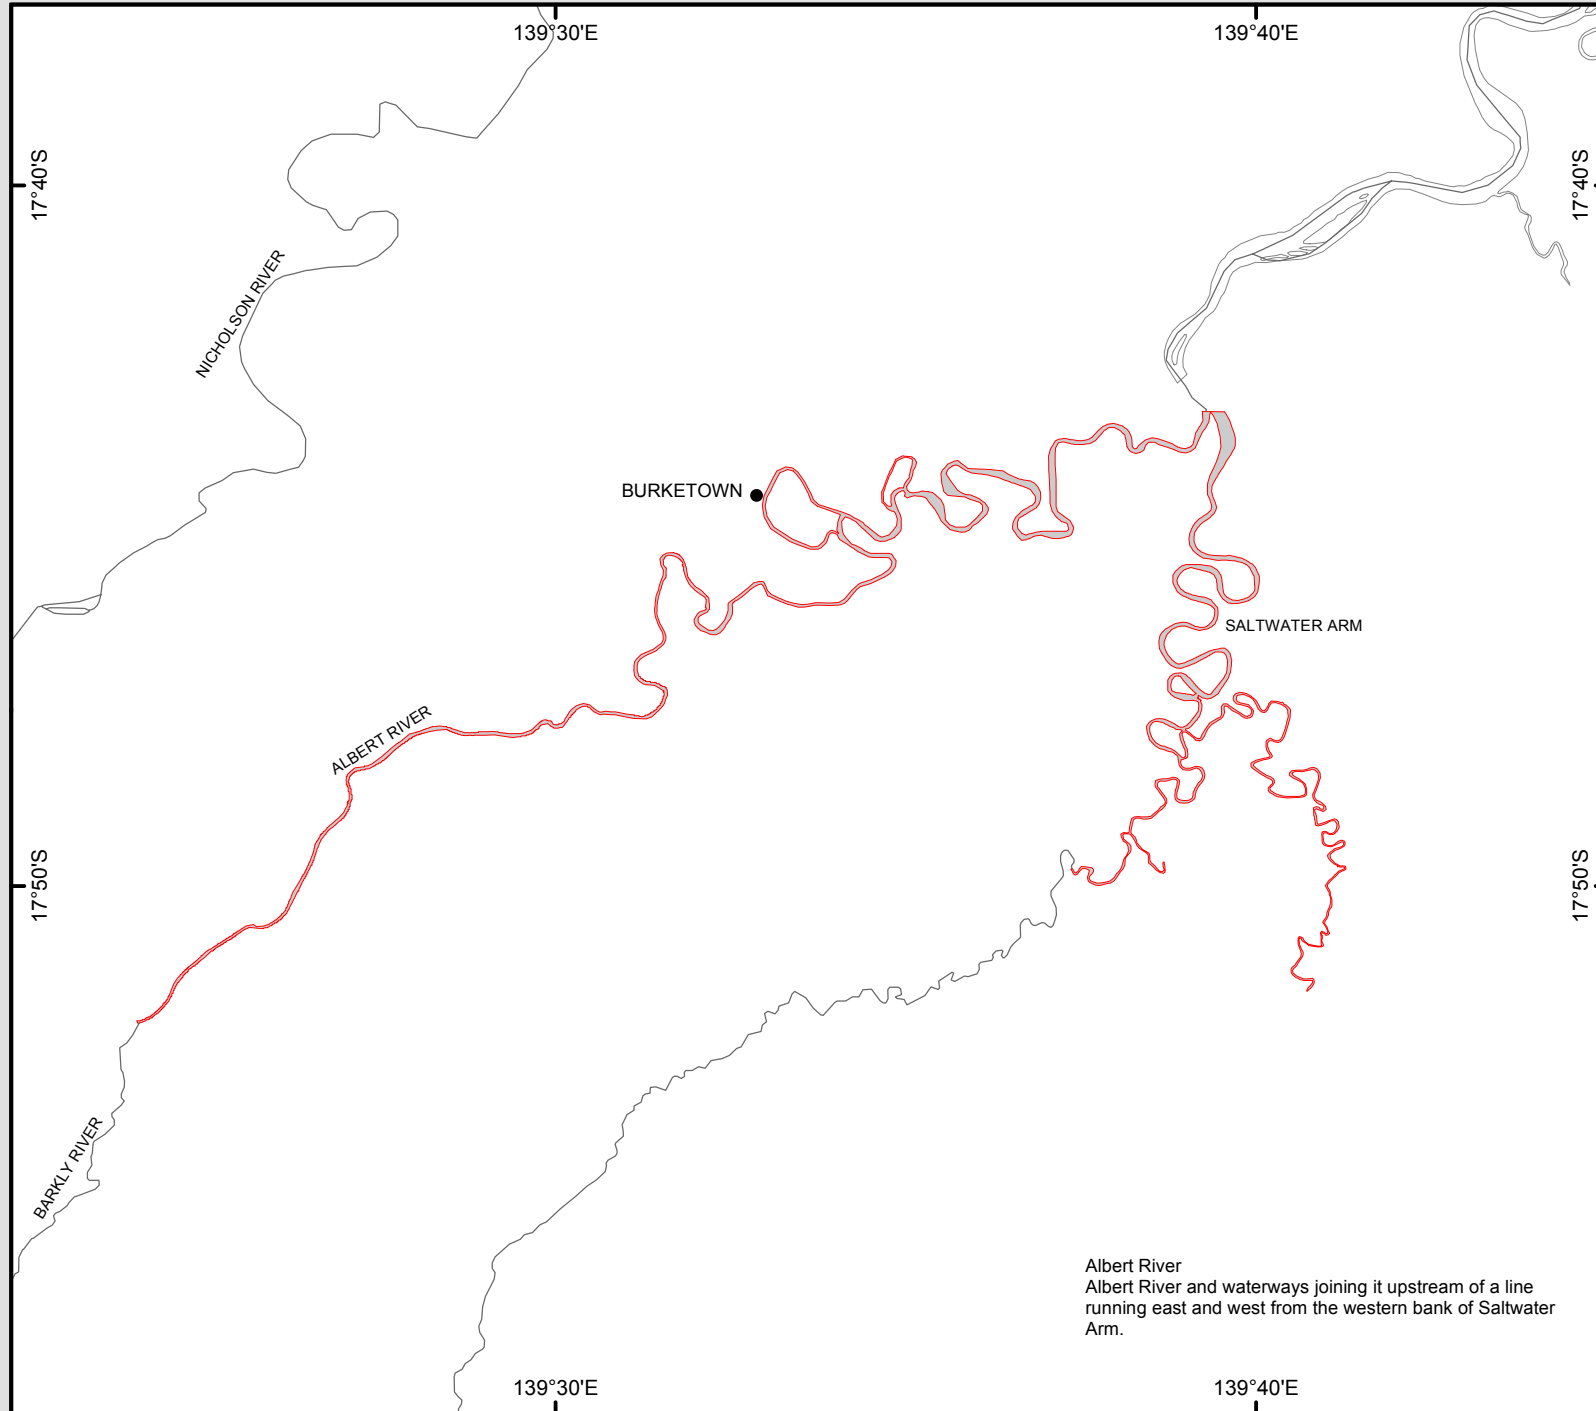 139°30'E
139°40'E
17°40'S
17°40'S
NICHOLSON RIVER
BURKETOWN
SALTWATER ARM
ALBERT RIVER
17°50'S
17°50'S
BARKLY RIVER
Albert River
Albert River and waterways joining it upstream of a line
running east and west from the western bank of Saltwater
Arm.
139°30'E
139°40'E